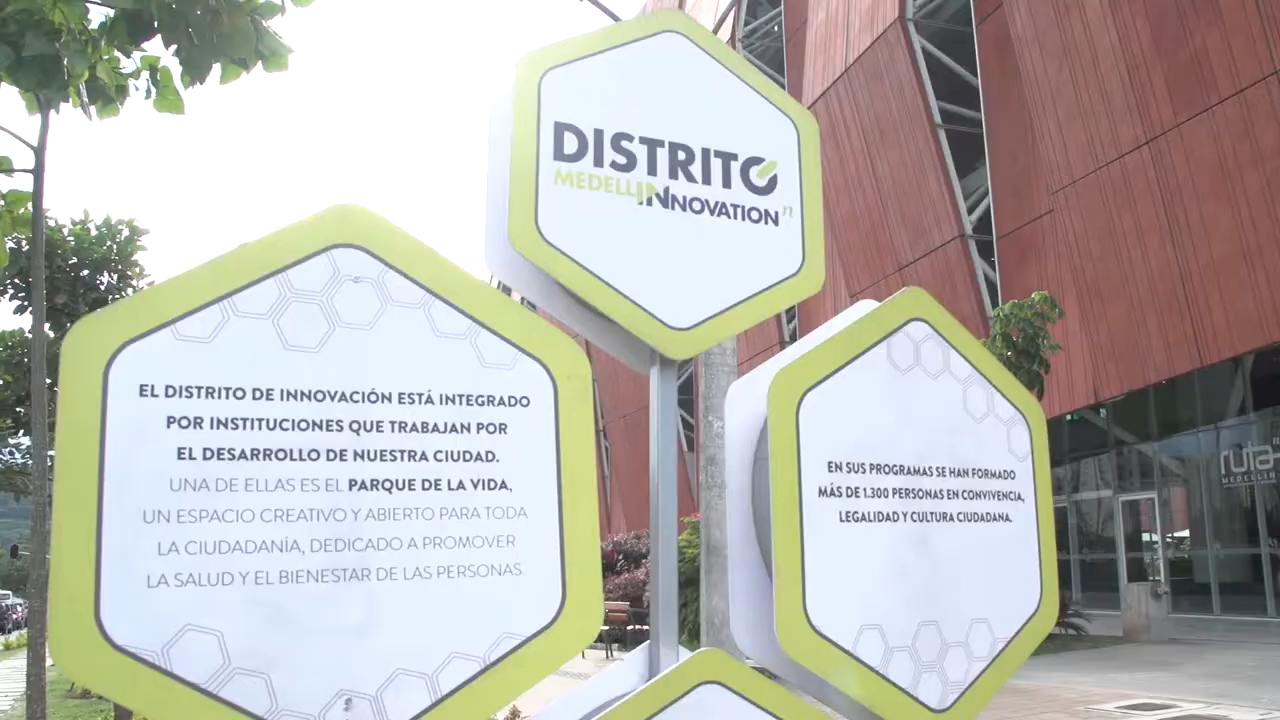 DISTRITO
MEDELLINNOVATION n
EL DISTRITO DE INNOVACIÓN ESTÁ INTEGRADO
POR INSTITUCIONES QUE TRABAJAN POR
EL DESARROLLO DE NUESTRA CIUDAD.
UNA DE ELLAS ES EL PARQUE DE LA VIDA,
UN ESPACIO CREATIVO Y ABIERTO PARA TODA
LA CIUDADANÍA, DEDICADO A PROMOVER
LA SALUD Y EL BIENESTAR DE LAS PERSONAS.
EN SUS PROGRAMAS SE HAN FORMADO
MÁS DE 1.300 PERSONAS EN CONVIVENCIA,
LEGALIDAD Y CULTURA CIUDADANA.
ruta
MEDELLÍN